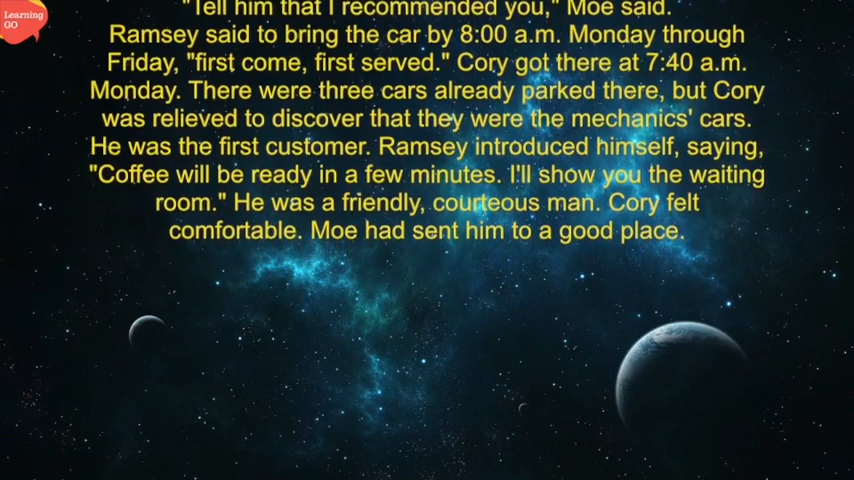 Learning
GO
"Tell him that I recommended you," Moe said.
Ramsey said to bring the car by 8:00 a.m. Monday through
Friday, "first come, first served." Cory got there at 7:40 a.m.
Monday. There were three cars already parked there, but Cory
was relieved to discover that they were the mechanics' cars.
He was the first customer. Ramsey introduced himself, saying,
"Coffee will be ready in a few minutes. I'll show you the waiting
room." He was a friendly, courteous man. Cory felt
comfortable. Moe had sent him to a good place.